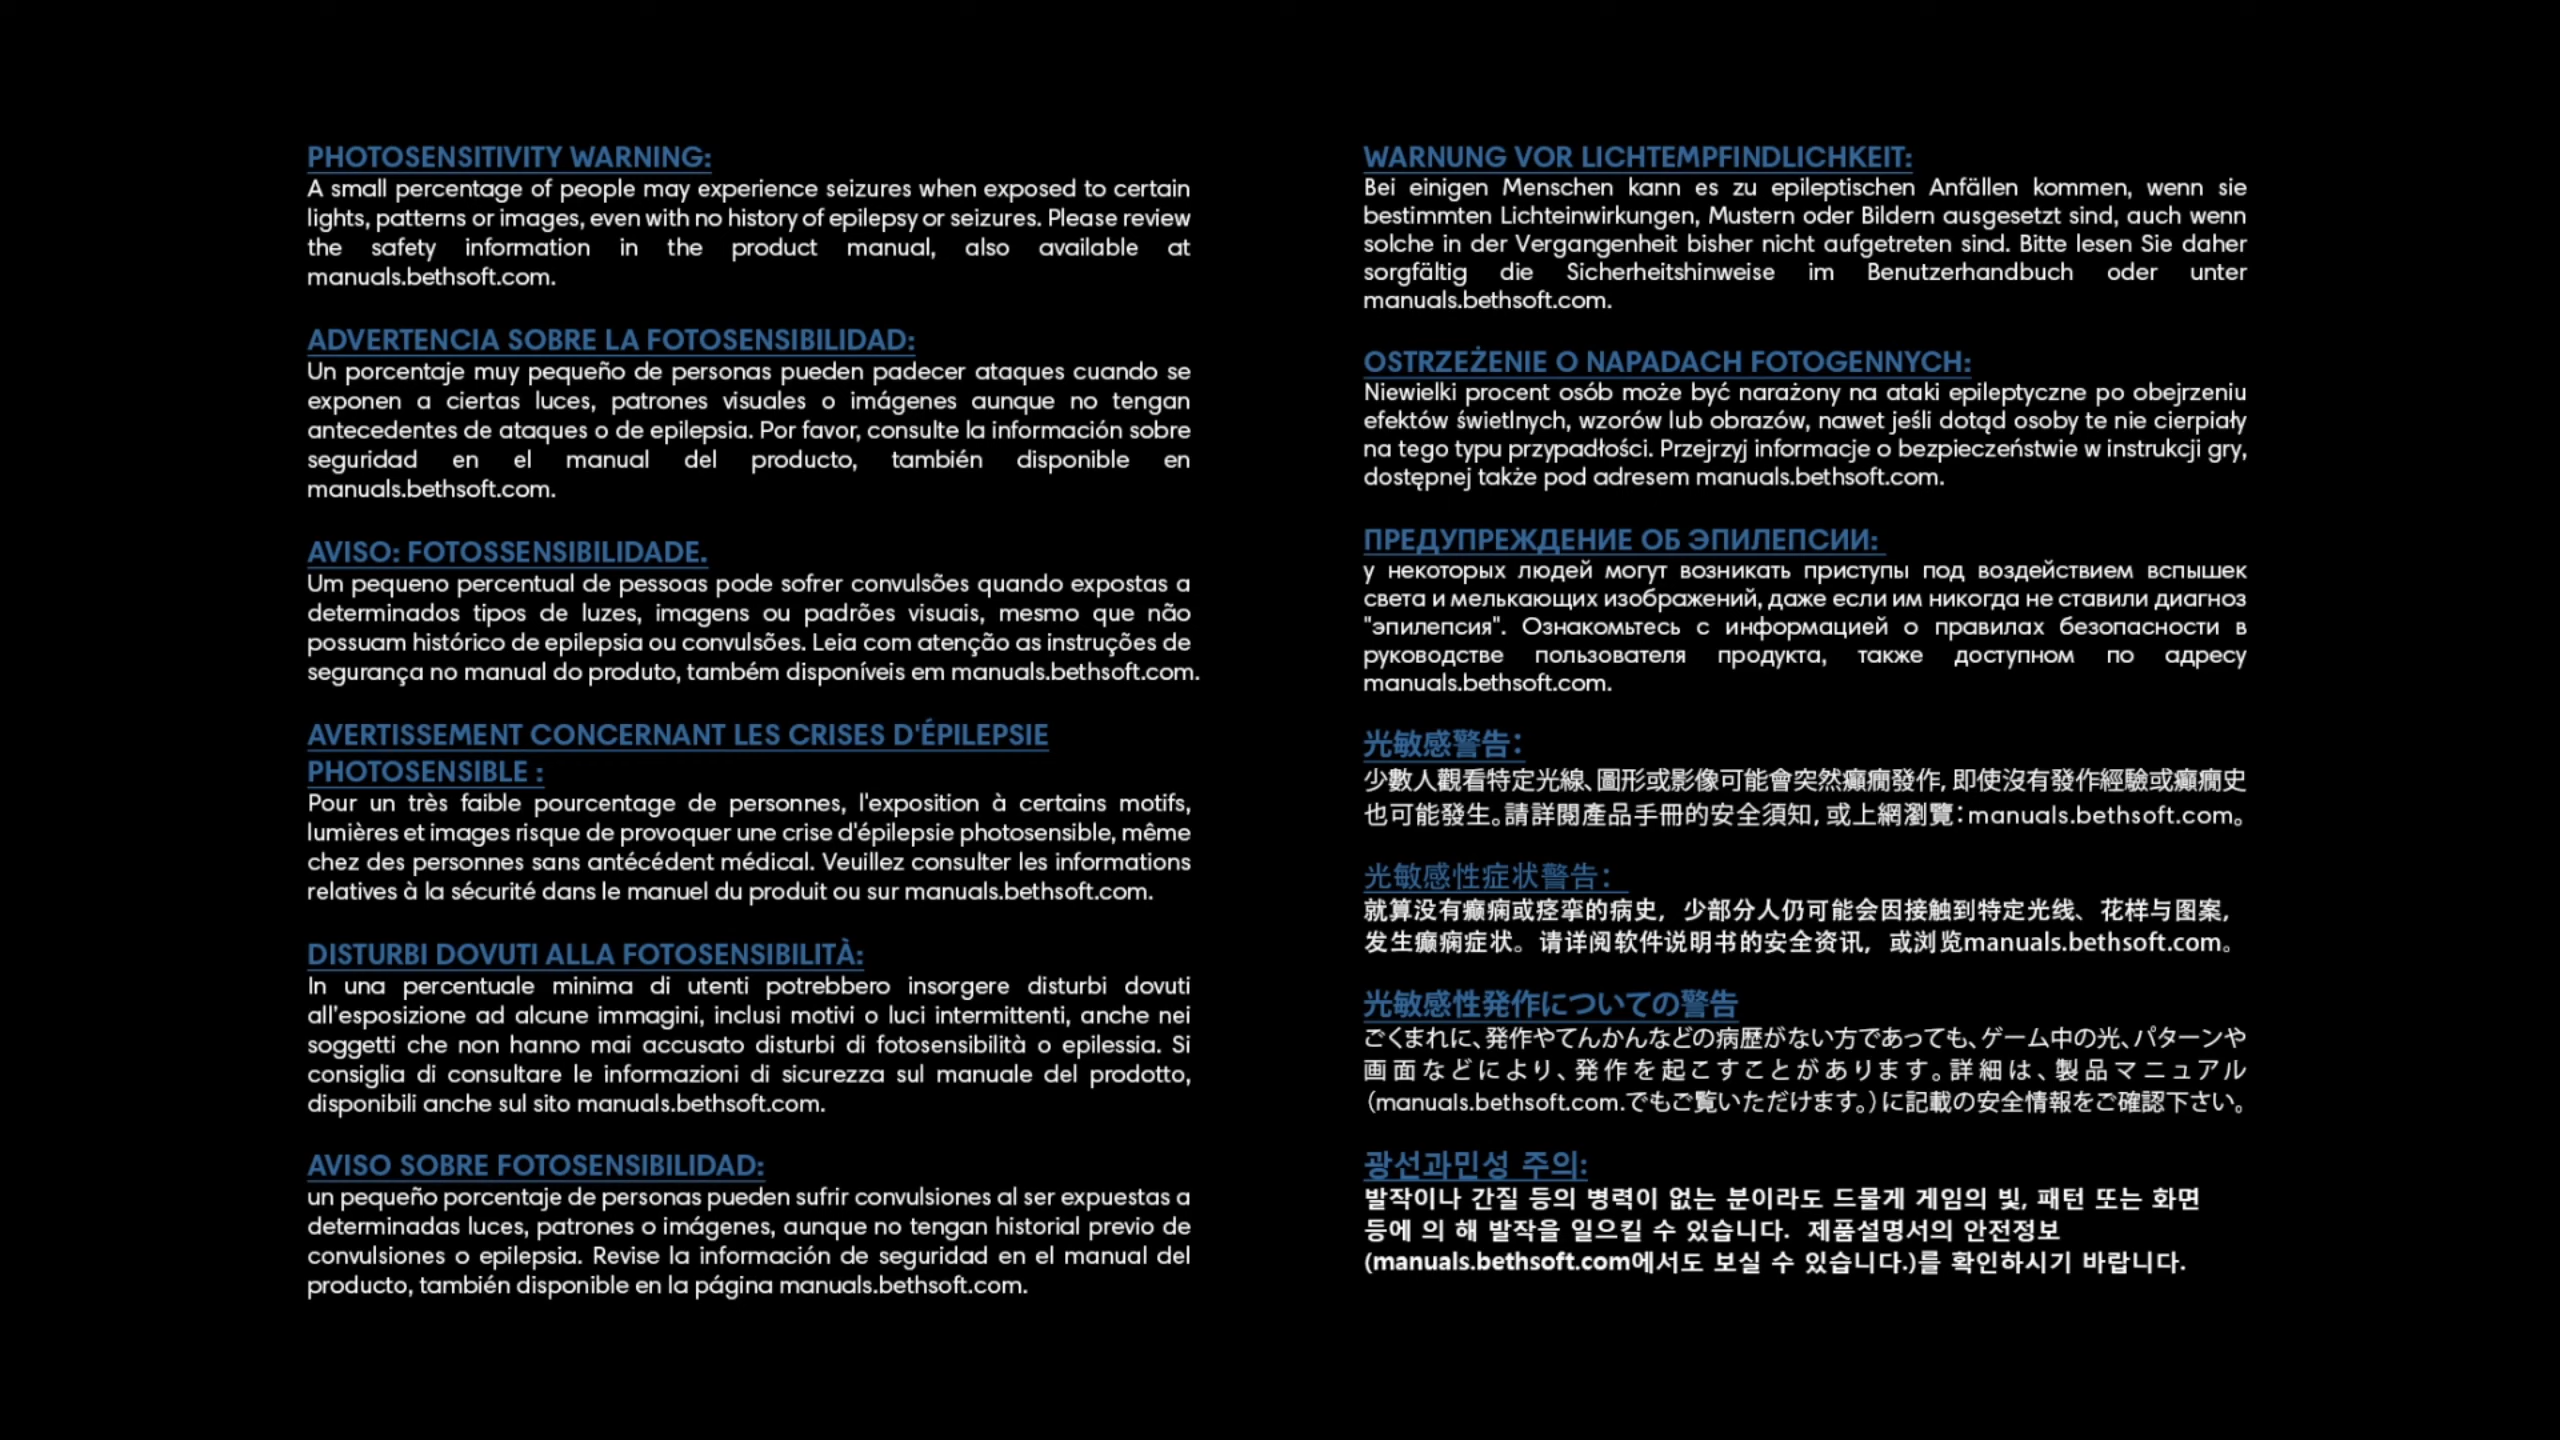 PHOTOSENSITIVITY WARNING:
A small percentage of people may experience seizures when exposed to certain
lights, patterns or images, even with no history of epilepsy or seizures. Please review
the safety information in the product manual, also available at
manuals.bethsoft.com.
ADVERTENCIA SOBRE LA FOTOSENSIBILIDAD:
Un porcentaje muy pequeño de personas pueden padecer ataques cuando se
exponen a ciertas luces, patrones visuales o imágenes aunque no tengan
antecedentes de ataques o de epilepsia. Por favor, consulte la información sobre
seguridad en el manual del producto, también disponible en
manuals.bethsoft.com.
AVISO: FOTOSSENSIBILIDADE.
Um pequeno percentual de pessoas pode sofrer convulsões quando expostas a
determinados tipos de luzes, imagens ou padrões visuais, mesmo que não
possuam histórico de epilepsia ou convulsões. Leia com atenção as instruções de
segurança no manual do produto, também disponíveis em manuals.bethsoft.com.
AVERTISSEMENT CONCERNANT LES CRISES D'ÉPILEPSIE
PHOTOSENSIBLE :
Pour un très faible pourcentage de personnes, l'exposition à certains motifs,
lumières et images risque de provoquer une crise d'épilepsie photosensible, même
chez des personnes sans antécédent médical. Veuillez consulter les informations
relatives à la sécurité dans le manuel du produit ou sur manuals.bethsoft.com.
DISTURBI DOVUTI ALLA FOTOSENSIBILITÀ:
In una percentuale minima di utenti potrebbero insorgere disturbi dovuti
all'esposizione ad alcune immagini, inclusi motivi o luci intermittenti, anche nei
soggetti che non hanno mai accusato disturbi di fotosensibilità o epilessia. Si
consiglia di consultare le informazioni di sicurezza sul manuale del prodotto,
disponibili anche sul sito manuals.bethsoft.com.
AVISO SOBRE FOTOSENSIBILIDAD:
un pequeño porcentaje de personas pueden sufrir convulsiones al ser expuestas a
determinadas luces, patrones o imágenes, aunque no tengan historial previo de
convulsiones o epilepsia. Revise la información de seguridad en el manual del
producto, también disponible en la página manuals.bethsoft.com.
WARNUNG VOR LICHTEMPFINDLICHKEIT:
Bei einigen Menschen kann es zu epileptischen Anfällen kommen, wenn sie
bestimmten Lichteinwirkungen, Mustern oder Bildern ausgesetzt sind, auch wenn
solche in der Vergangenheit bisher nicht aufgetreten sind. Bitte lesen Sie daher
sorgfältig die Sicherheitshinweise im Benutzerhandbuch oder unter
manuals.bethsoft.com.
OSTRZEŻENIE O NAPADACH FOTOGENNYCH:
Niewielki procent osób może być narażony na ataki epileptyczne po obejrzeniu
efektów świetlnych, wzorów lub obrazów, nawet jeśli dotąd osoby te nie cierpiały
na tego typu przypadłości. Przejrzyj informacje o bezpieczeństwie w instrukcji gry,
dostępnej także pod adresem manuals.bethsoft.com.
ПРЕДУПРЕЖДЕНИЕ ОБ ЭПИЛЕПСИИ:
у некоторых людей могут возникать приступы под воздействием вспышек
света и мелькающих изображений, даже если им никогда не ставили диагноз
"эпилепсия". Ознакомьтесь с информацией о правилах безопасности в
руководстве пользователя продукта, также доступном по адресу
manuals.bethsoft.com.
光敏感警告：
少數人觀看特定光線、圖形或影像可能會突然癲癇發作, 即使沒有發作經驗或癲癇史
也可能發生。請詳閱產品手冊的安全須知, 或上網瀏覽：manuals.bethsoft.com。
光敏感性症状警告：
就算没有癫痫或痉挛的病史，少部分人仍可能会因接触到特定光线、花样与图案，
发生癫痫症状。请详阅软件说明书的安全资讯，或浏览manuals.bethsoft.com。
光敏感性発作についての警告
ごくまれに、発作やてんかんなどの病歴がない方であっても、ゲーム中の光、パターンや
画面などにより、発作を起こすことがあります。詳細は、製品マニュアル
（manuals.bethsoft.com.でもご覧いただけます。）に記載の安全情報をご確認下さい。
광선과민성 주의:
발작이나 간질 등의 병력이 없는 분이라도 드물게 게임의 빛, 패턴 또는 화면
등에 의 해 발작을 일으킬 수 있습니다. 제품설명서의 안전정보
(manuals.bethsoft.com에서도 보실 수 있습니다.)를 확인하시기 바랍니다.